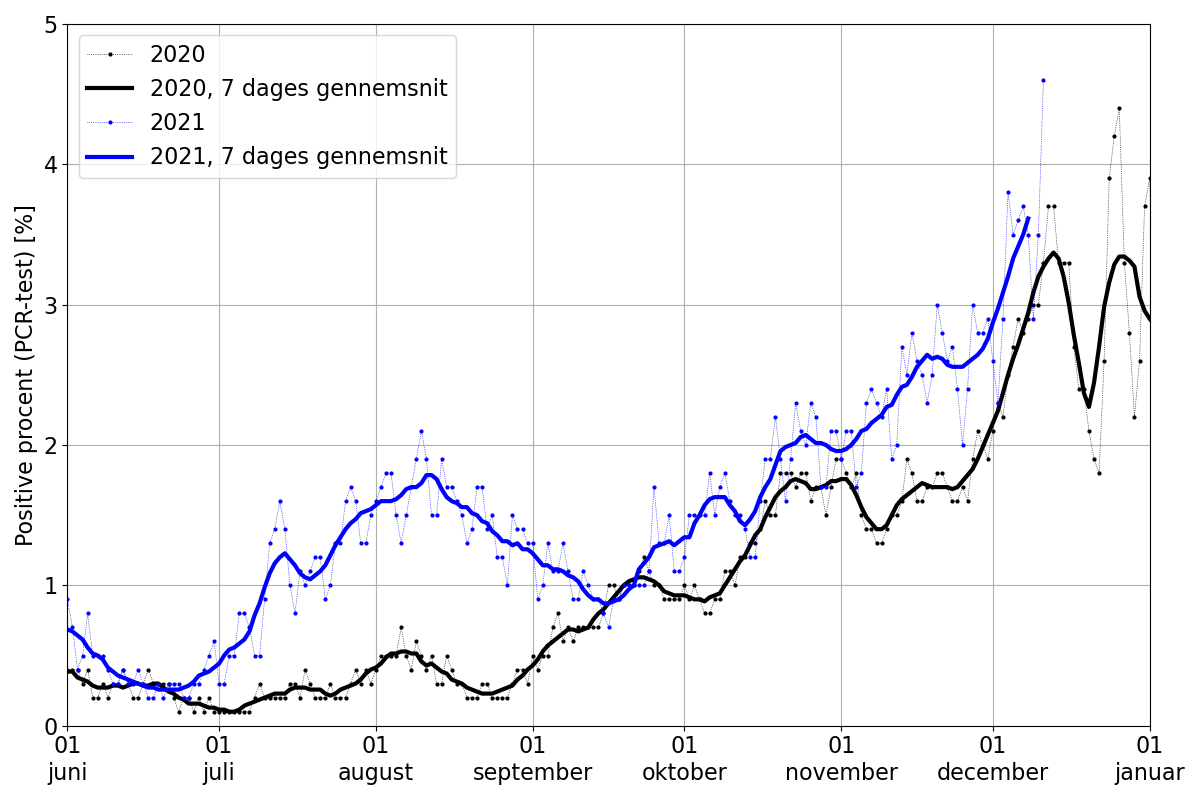 5
4
3
2
1
0
Positive procent (PCR-test) [%]
2020
2020, 7 dages gennemsnit
2021
2021, 7 dages gennemsnit
01 01 01 01 01 01 01 01
juni juli august september oktober november december januar